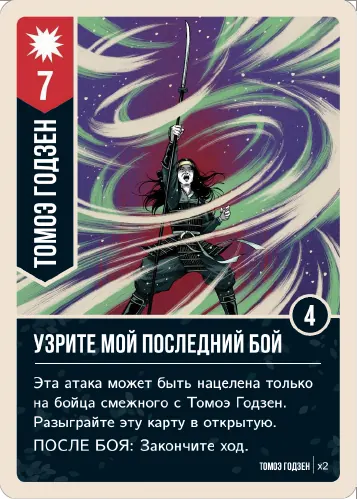 7
ТОМОЭ ГОДЗЕН
4
УЗРИТЕ МОЙ ПОСЛЕДНИЙ БОЙ
Эта атака может быть нацелена только
на бойца смежного с Томоэ Годзен.
Разыграйте эту карту в открытую.
ПОСЛЕ БОЯ: Закончите ход.
ТОМОЭ ГОДЗЕН | x2